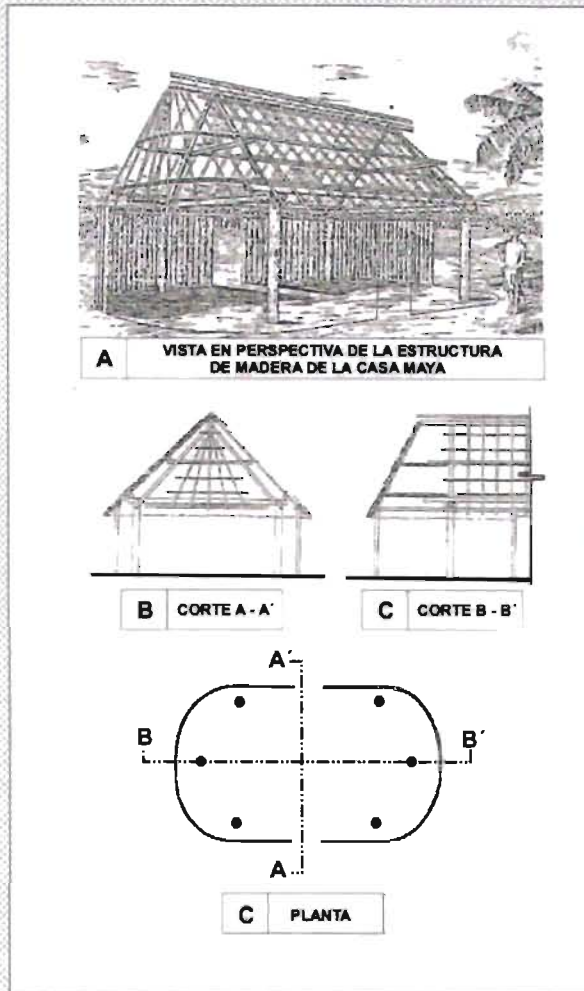 A VISTA EN PERSPECTIVA DE LA ESTRUCTURA
DE MADERA DE LA CASA MAYA
B CORTE A - A´
C CORTE B - B´
A´
B
B´
A
C PLANTA